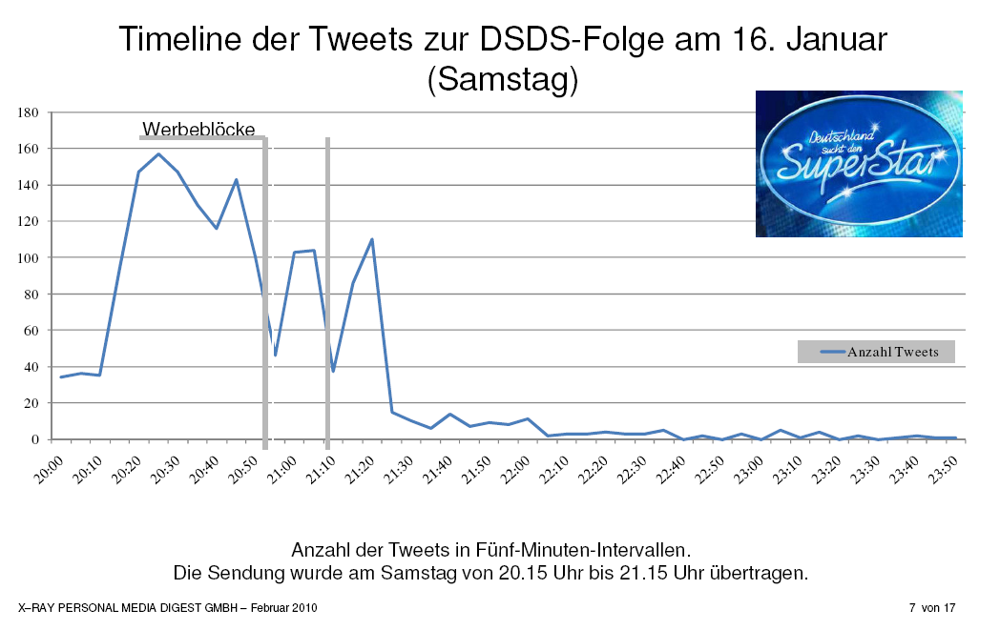 Timeline der Tweets zur DSDS-Folge am 16. Januar
(Samstag)
Werbeblöcke
Deutschland
sucht den
SuperStar
180
160
140
120
100
80
60
40
20
0
Anzahl Tweets
20:00 20:10 20:20 20:30 20:40 20:50 21:00 21:10 21:20 21:30 21:40 21:50 22:00 22:10 22:20 22:30 22:40 22:50 23:00 23:10 23:20 23:30 23:40 23:50
Anzahl der Tweets in Fünf-Minuten-Intervallen.
Die Sendung wurde am Samstag von 20.15 Uhr bis 21.15 Uhr übertragen.
X–RAY PERSONAL MEDIA DIGEST GMBH – Februar 2010
7 von 17